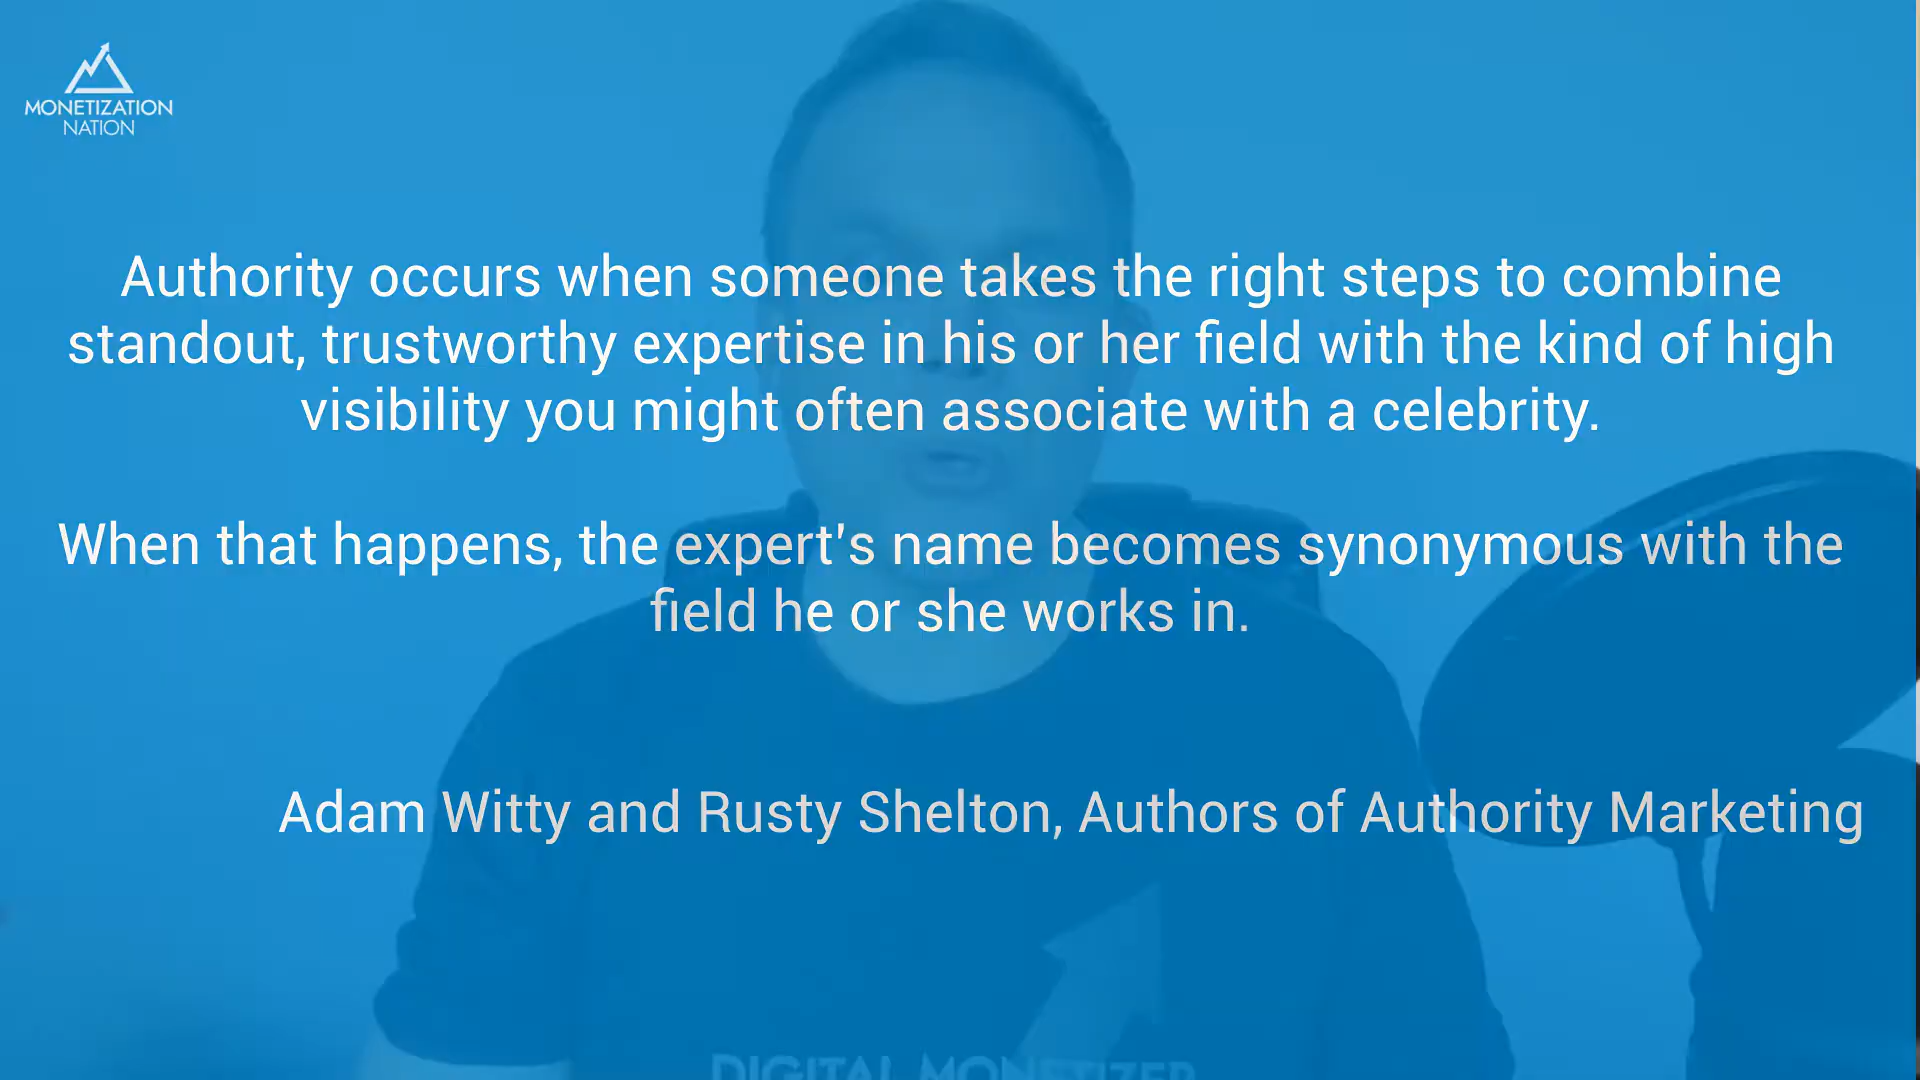 MONETIZATION
NATION
Authority occurs when someone takes the right steps to combine
standout, trustworthy expertise in his or her field with the kind of high
visibility you might often associate with a celebrity.
When that happens, the expert's name becomes synonymous with the
field he or she works in.
Adam Witty and Rusty Shelton, Authors of Authority Marketing
DIGITAL MONETIZER